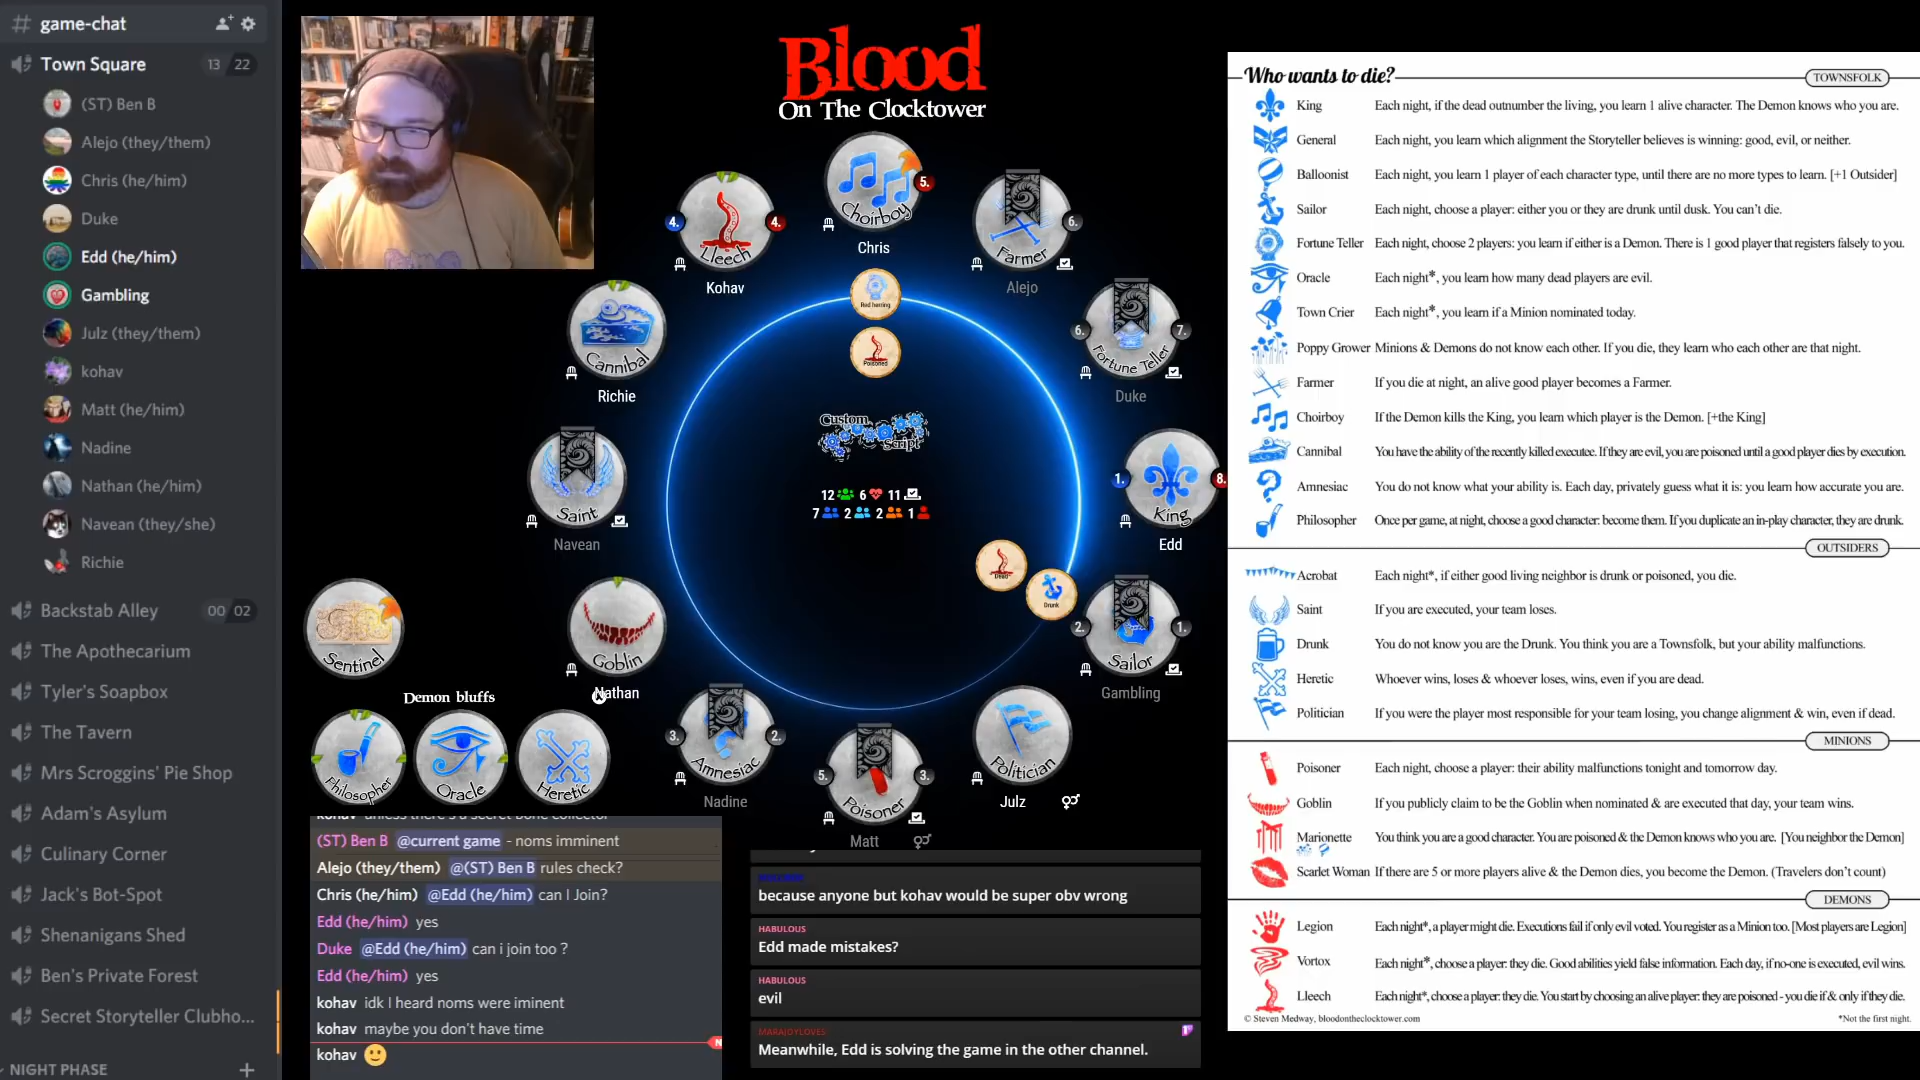 # game-chat
Town Square 13 22
(ST) Ben B
Alejo (they/them)
Chris (he/him)
Duke
Edd (he/him)
Gambling
Julz (they/them)
kohav
Matt (he/him)
Nadine
Nathan (he/him)
Navean (they/she)
Richie
Backstab Alley 00 02
The Apothecarium
Tyler's Soapbox
The Tavern
Mrs Scroggins' Pie Shop
Adam's Asylum
Culinary Corner
Jack's Bot-Spot
Shenanigans Shed
Ben's Private Forest
Secret Storyteller Clubho...
NIGHT PHASE +
Blood
On The Clocktower
Choirboy
5.
Chris
4. Lleech 4.
Kohav
Farmer
6.
Alejo
Cannibal
Richie
6. Fortune Teller 7.
Duke
Red herring
Poisoned
Custom
Script
Saint
Navean
12 6 11
7 2 2 1
1. King 8.
Edd
Dead
Drunk
Sentinel
Goblin
Nathan
2. Sailor 1.
Gambling
Demon bluffs
Philosopher
Oracle
Heretic
3. Amnesiac 2.
Nadine
5. Poisoner 3.
Matt
Politician
Julz
(ST) Ben B @current game - noms imminent
Alejo (they/them) @(ST) Ben B rules check?
Chris (he/him) @Edd (he/him) can I Join?
Edd (he/him) yes
Duke @Edd (he/him) can i join too ?
Edd (he/him) yes
kohav idk I heard noms were iminent
kohav maybe you don't have time
kohav 🙂
because anyone but kohav would be super obv wrong
HABULOUS
Edd made mistakes?
HABULOUS
evil
MARAJOYLOVES
Meanwhile, Edd is solving the game in the other channel.
Who wants to die? TOWNSFOLK
King Each night, if the dead outnumber the living, you learn 1 alive character. The Demon knows who you are.
General Each night, you learn which alignment the Storyteller believes is winning: good, evil, or neither.
Balloonist Each night, you learn 1 player of each character type, until there are no more types to learn. [+1 Outsider]
Sailor Each night, choose a player: either you or they are drunk until dusk. You can't die.
Fortune Teller Each night, choose 2 players: you learn if either is a Demon. There is 1 good player that registers falsely to you.
Oracle Each night*, you learn how many dead players are evil.
Town Crier Each night*, you learn if a Minion nominated today.
Poppy Grower Minions & Demons do not know each other. If you die, they learn who each other are that night.
Farmer If you die at night, an alive good player becomes a Farmer.
Choirboy If the Demon kills the King, you learn which player is the Demon. [+the King]
Cannibal You have the ability of the recently killed executee. If they are evil, you are poisoned until a good player dies by execution.
Amnesiac You do not know what your ability is. Each day, privately guess what it is: you learn how accurate you are.
Philosopher Once per game, at night, choose a good character: become them. If you duplicate an in-play character, they are drunk.
OUTSIDERS
Acrobat Each night*, if either good living neighbor is drunk or poisoned, you die.
Saint If you are executed, your team loses.
Drunk You do not know you are the Drunk. You think you are a Townsfolk, but your ability malfunctions.
Heretic Whoever wins, loses & whoever loses, wins, even if you are dead.
Politician If you were the player most responsible for your team losing, you change alignment & win, even if dead.
MINIONS
Poisoner Each night, choose a player: their ability malfunctions tonight and tomorrow day.
Goblin If you publicly claim to be the Goblin when nominated & are executed that day, your team wins.
Marionette You think you are a good character. You are poisoned & the Demon knows who you are. [You neighbor the Demon]
Scarlet Woman If there are 5 or more players alive & the Demon dies, you become the Demon. (Travelers don't count)
DEMONS
Legion Each night*, a player might die. Executions fail if only evil voted. You register as a Minion too. [Most players are Legion]
Vortox Each night*, choose a player: they die. Good abilities yield false information. Each day, if no-one is executed, evil wins.
Lleech Each night*, choose a player: they die. You start by choosing an alive player: they are poisoned - you die if & only if they die.
© Steven Medway, bloodontheclocktower.com *Not the first night.